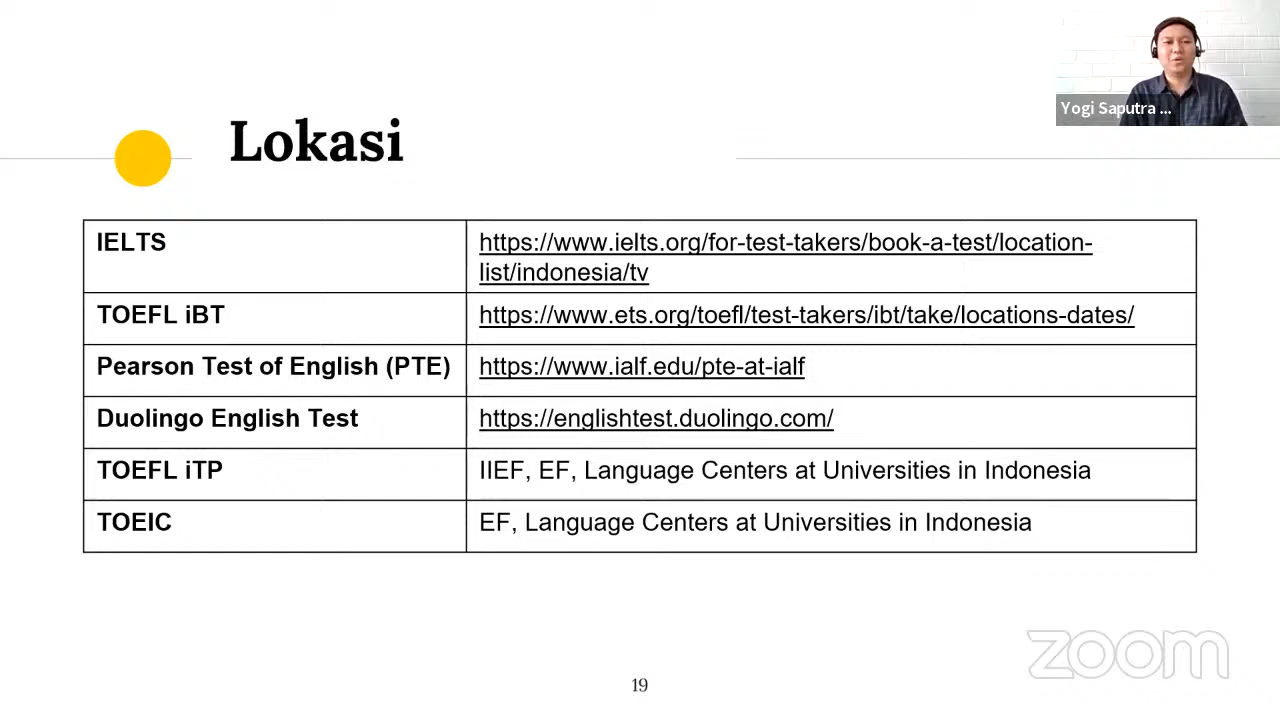 Yogi Saputra ...
Lokasi
IELTS
https://www.ielts.org/for-test-takers/book-a-test/location-
list/indonesia/tv
TOEFL iBT
https://www.ets.org/toefl/test-takers/ibt/take/locations-dates/
Pearson Test of English (PTE)
https://www.ialf.edu/pte-at-ialf
Duolingo English Test
https://englishtest.duolingo.com/
TOEFL iTP
IIEF, EF, Language Centers at Universities in Indonesia
TOEIC
EF, Language Centers at Universities in Indonesia
zoom
19